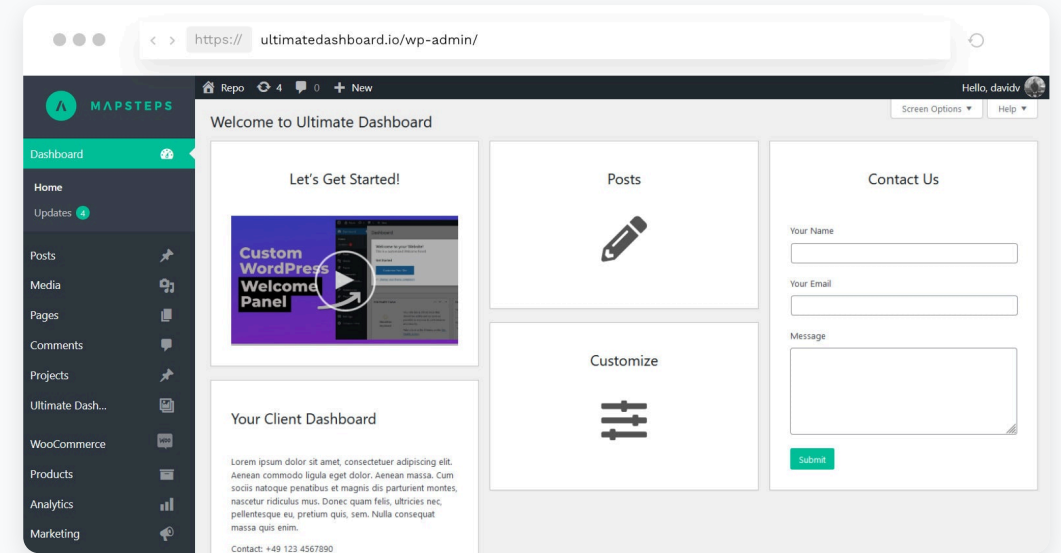 https:// ultimatedashboard.io/wp-admin/
MAPSTEPS
Repo 4 0 + New
Hello, davidv
Screen Options ▼
Help ▼
Welcome to Ultimate Dashboard
Dashboard
Home
Updates 4
Posts
Media
Pages
Comments
Projects
Ultimate Dash...
WooCommerce
Products
Analytics
Marketing
Let's Get Started!
Custom
WordPress
Welcome
Panel
Your Client Dashboard
Lorem ipsum dolor sit amet, consectetuer adipiscing elit.
Aenean commodo ligula eget dolor. Aenean massa. Cum
sociis natoque penatibus et magnis dis parturient montes,
nascetur ridiculus mus. Donec quam felis, ultricies nec,
pellentesque eu, pretium quis, sem. Nulla consequat
massa quis enim.
Contact: +49 123 4567890
Posts
Customize
Contact Us
Your Name
Your Email
Message
Submit